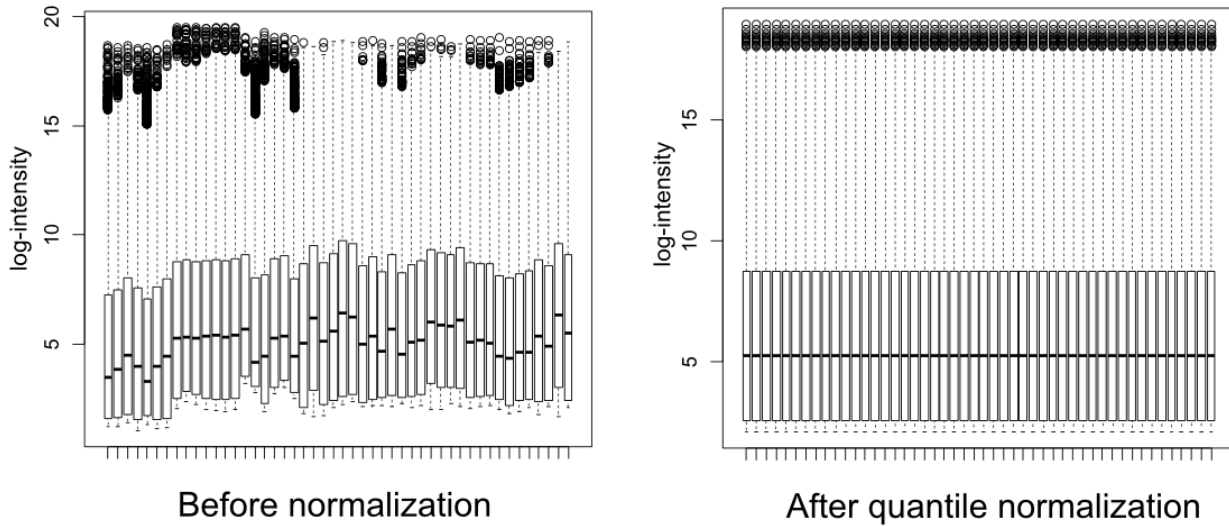 20
15
10
5
log-intensity
Before normalization
15
10
5
log-intensity
After quantile normalization